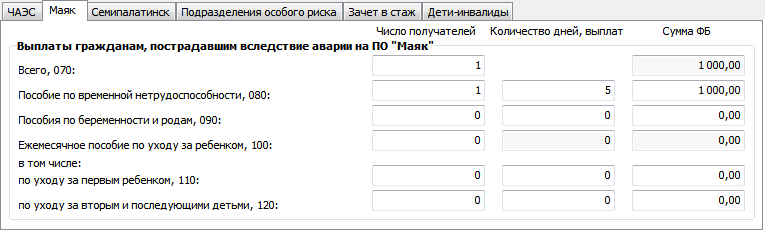 ЧАЭС Маяк Семипалатинск Подразделения особого риска Зачет в стаж Дети-инвалиды
Число получателей Количество дней, выплат Сумма ФБ
Выплаты гражданам, пострадавшим вследствие аварии на ПО "Маяк"
Всего, 070: 1 1 000,00
Пособие по временной нетрудоспособности, 080: 1 5 1 000,00
Пособия по беременности и родам, 090: 0 0 0,00
Ежемесячное пособие по уходу за ребенком, 100: 0 0 0,00
в том числе:
по уходу за первым ребенком, 110: 0 0 0,00
по уходу за вторым и последующими детьми, 120: 0 0 0,00